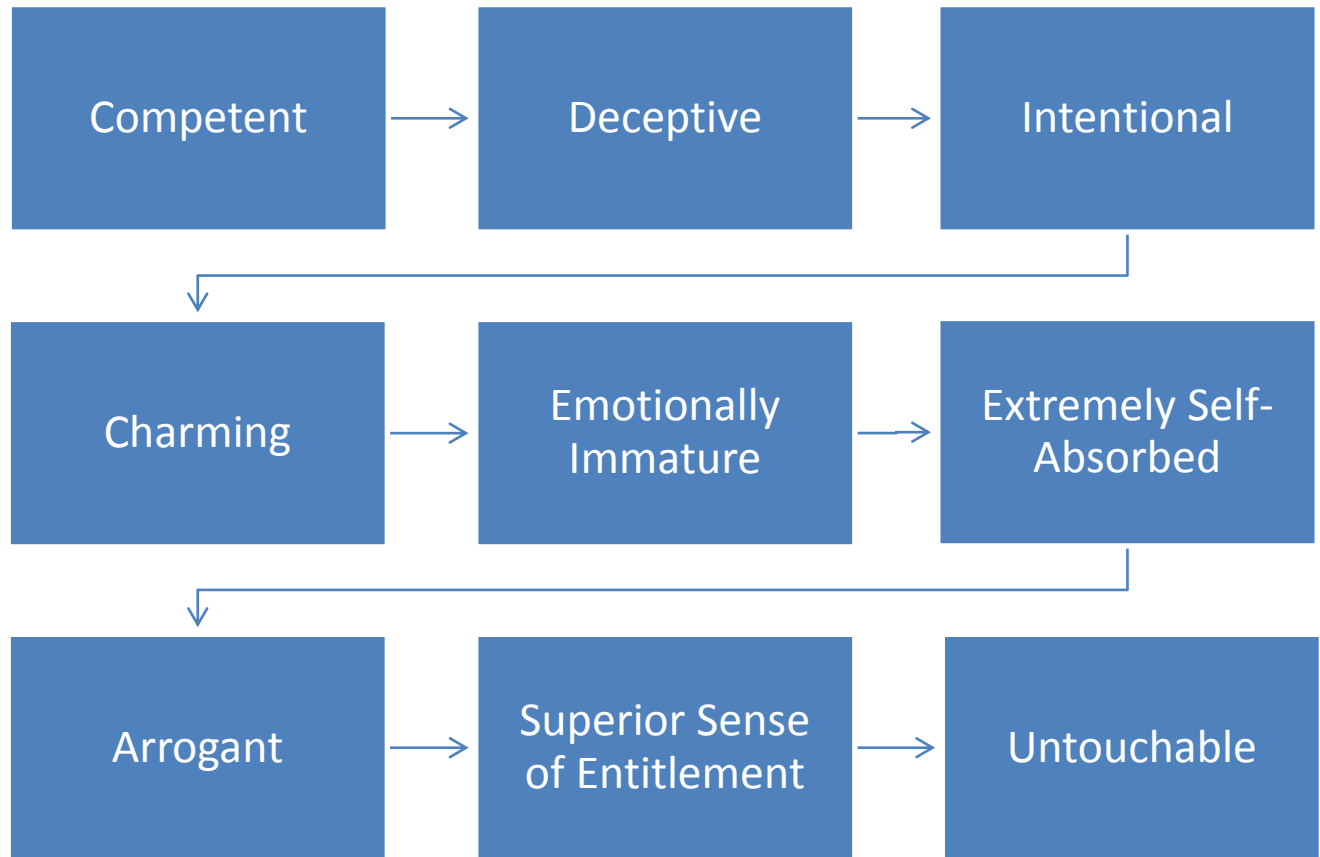 Competent
Deceptive
Intentional
Charming
Emotionally
Immature
Extremely Self-
Absorbed
Arrogant
Superior Sense
of Entitlement
Untouchable